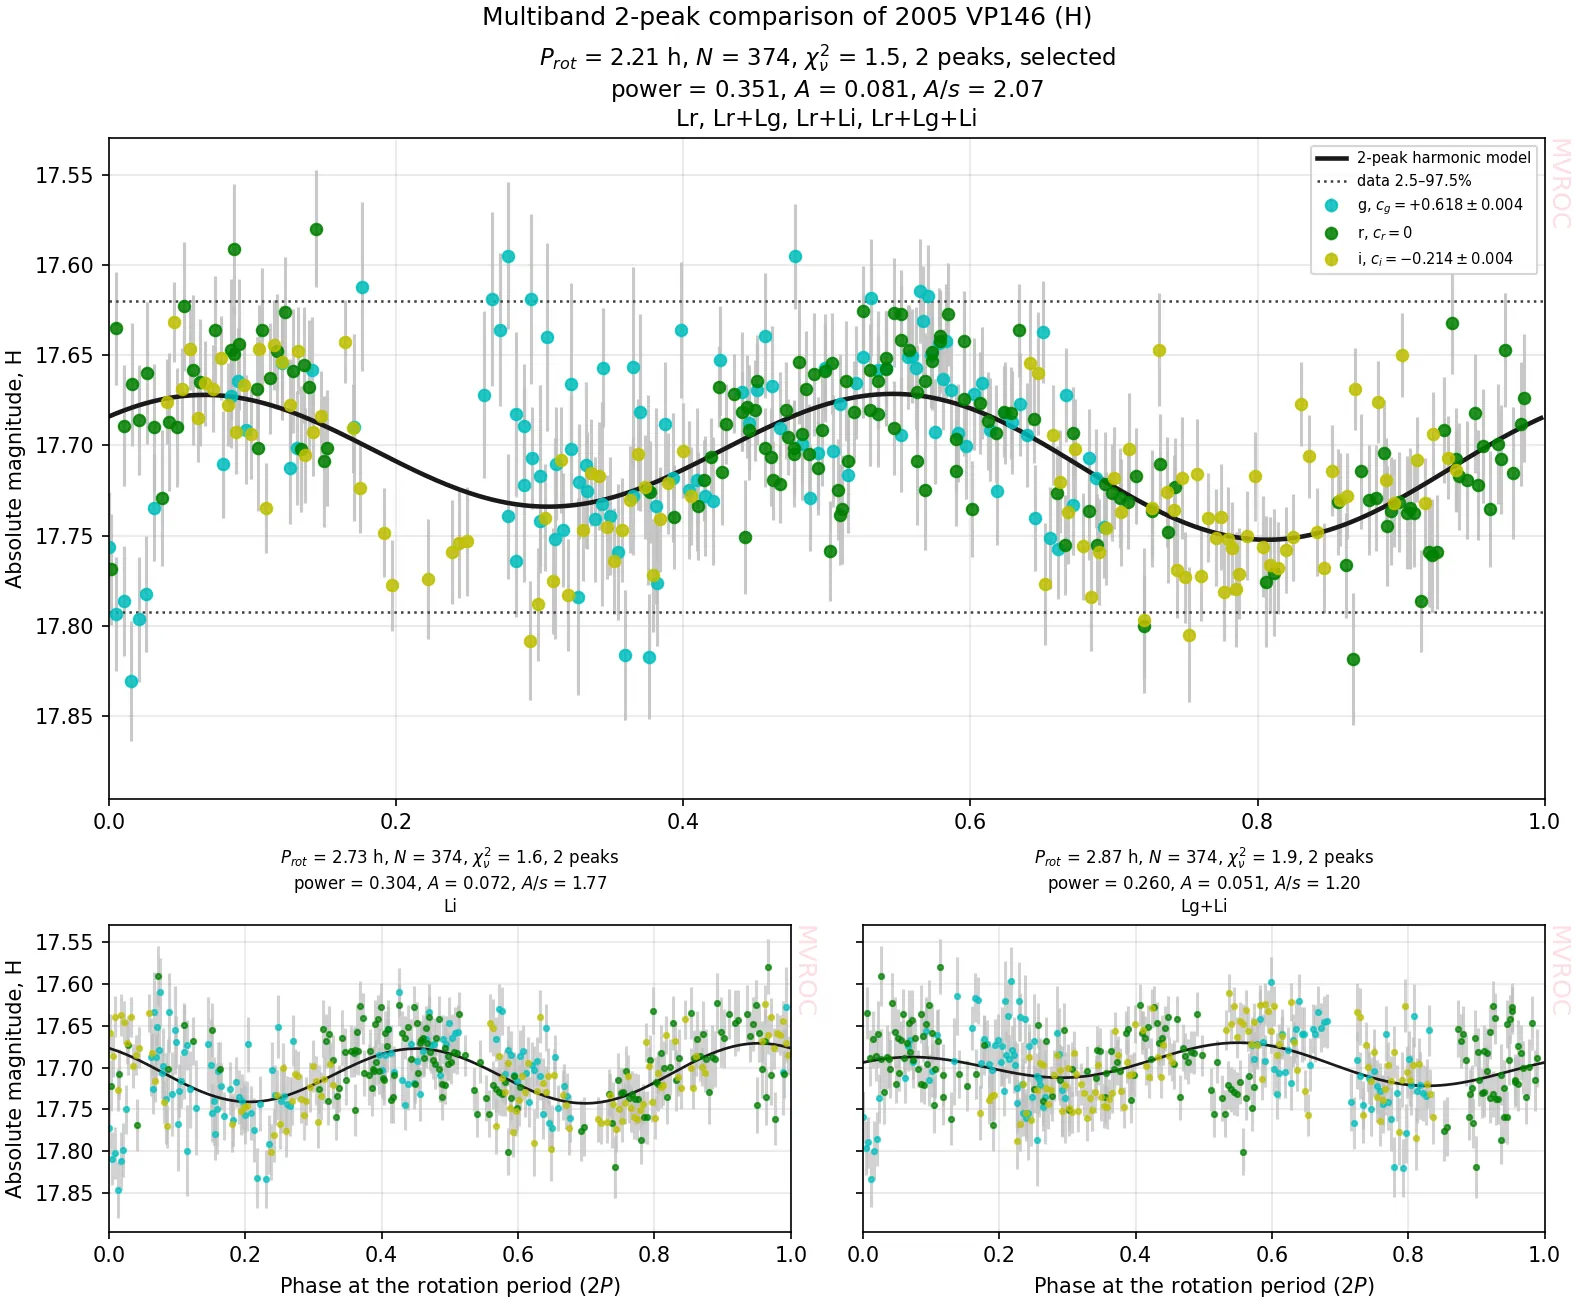 Multiband 2-peak comparison of 2005 VP146 (H)
P_rot = 2.21 h, N = 374, χ²_ν = 1.5, 2 peaks, selected
power = 0.351, A = 0.081, A/s = 2.07
Lr, Lr+Lg, Lr+Li, Lr+Lg+Li
MVROC
2-peak harmonic model
data 2.5–97.5%
g, c_g = +0.618 ± 0.004
r, c_r = 0
i, c_i = −0.214 ± 0.004
Absolute magnitude, H
17.55
17.60
17.65
17.70
17.75
17.80
17.85
0.0 0.2 0.4 0.6 0.8 1.0
P_rot = 2.73 h, N = 374, χ²_ν = 1.6, 2 peaks
power = 0.304, A = 0.072, A/s = 1.77
Li
MVROC
Absolute magnitude, H
17.55
17.60
17.65
17.70
17.75
17.80
17.85
0.0 0.2 0.4 0.6 0.8 1.0
Phase at the rotation period (2P)
P_rot = 2.87 h, N = 374, χ²_ν = 1.9, 2 peaks
power = 0.260, A = 0.051, A/s = 1.20
Lg+Li
MVROC
0.0 0.2 0.4 0.6 0.8 1.0
Phase at the rotation period (2P)